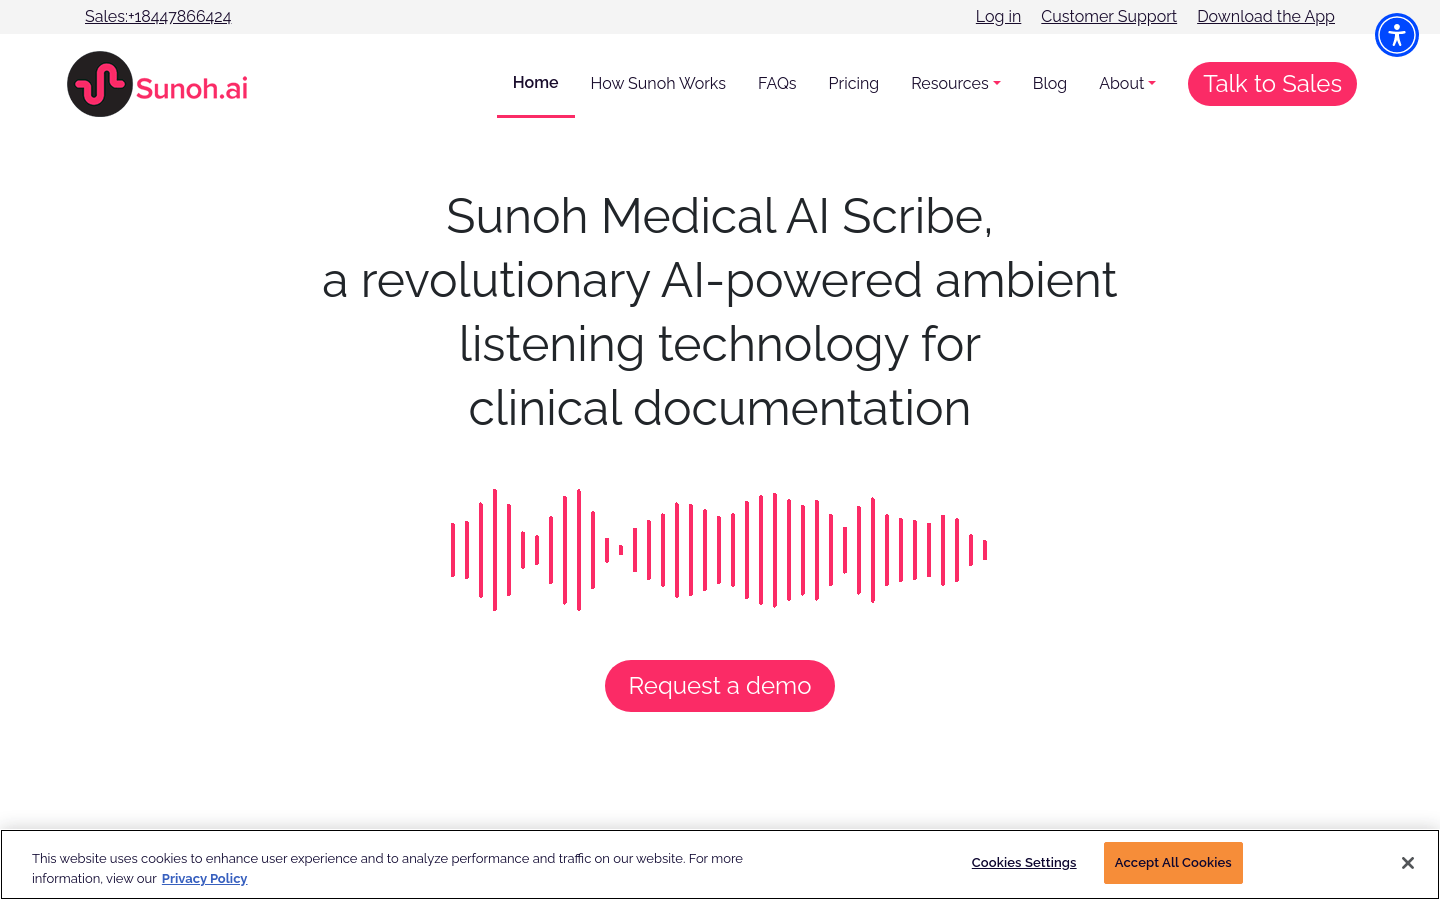 Sales:+18447866424
Log in
Customer Support
Download the App
Sunoh.ai
Home
How Sunoh Works
FAQs
Pricing
Resources
Blog
About
Talk to Sales
Sunoh Medical AI Scribe,
a revolutionary AI-powered ambient
listening technology for
clinical documentation
Request a demo
This website uses cookies to enhance user experience and to analyze performance and traffic on our website. For more
information, view our Privacy Policy
Cookies Settings
Accept All Cookies